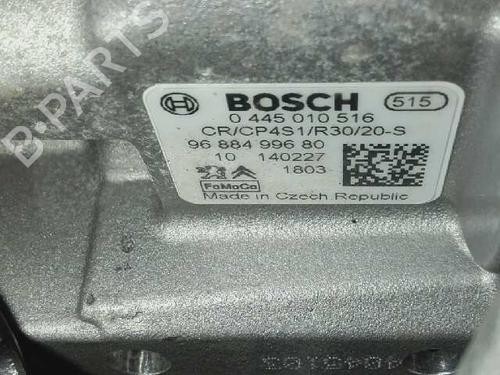 B-PARTS
BOSCH 515
0 445 010 516
CR/CP4S1/R30/20-S
96 884 996 80
10 140227
1803
FoMoCo
Made in Czech Republic